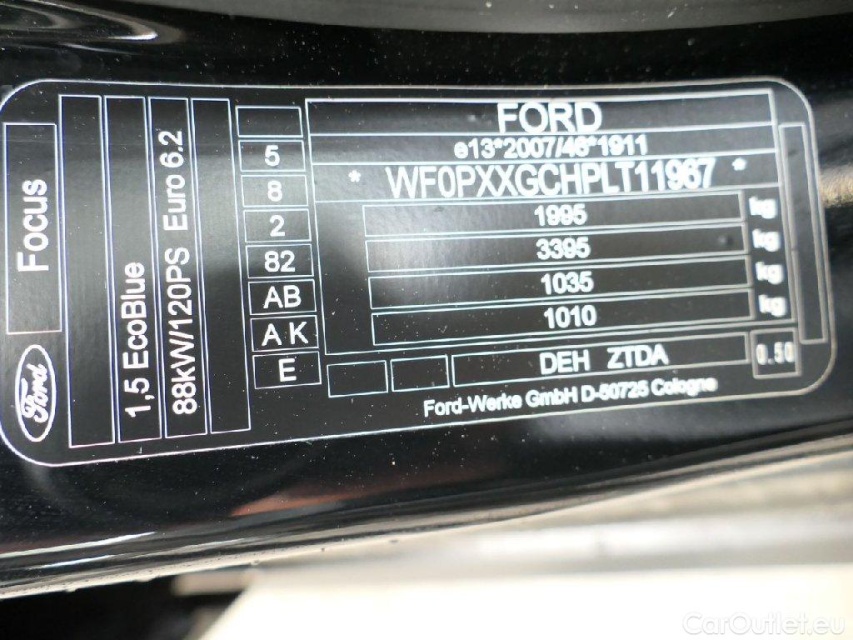 Focus
Ford
1,5 EcoBlue
88kW/120PS Euro 6.2
5
8
2
82
AB
A K
E
FORD
e13*2007/46*1911
* WF0PXXGCHPLT11967 *
1995 kg
3395 kg
1035 kg
1010 kg
DEH ZTDA
0.50
Ford-Werke GmbH D-50725 Cologne
CarOutlet.eu